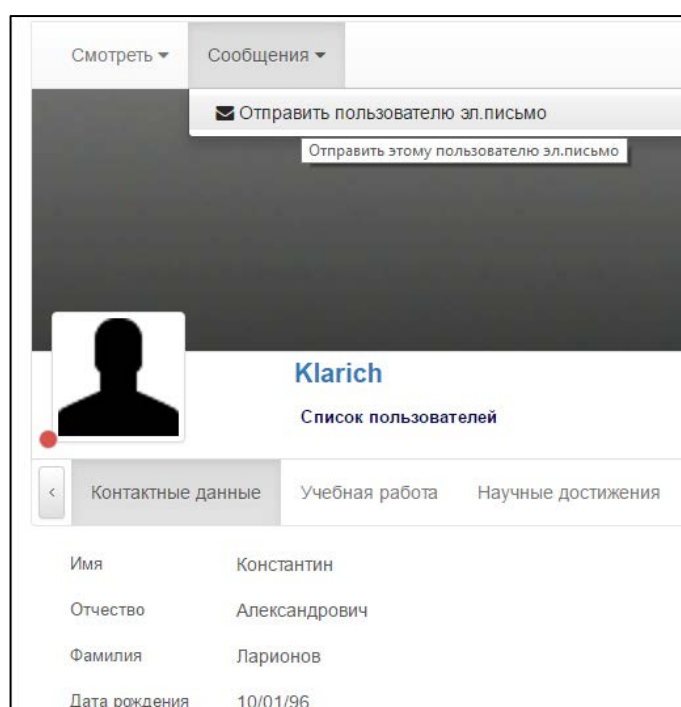 Смотреть Сообщения
Отправить пользователю эл.письмо
Отправить этому пользователю эл.письмо
Klarich
Список пользователей
Контактные данные Учебная работа Научные достижения
Имя Константин
Отчество Александрович
Фамилия Ларионов
Дата рождения 10/01/96